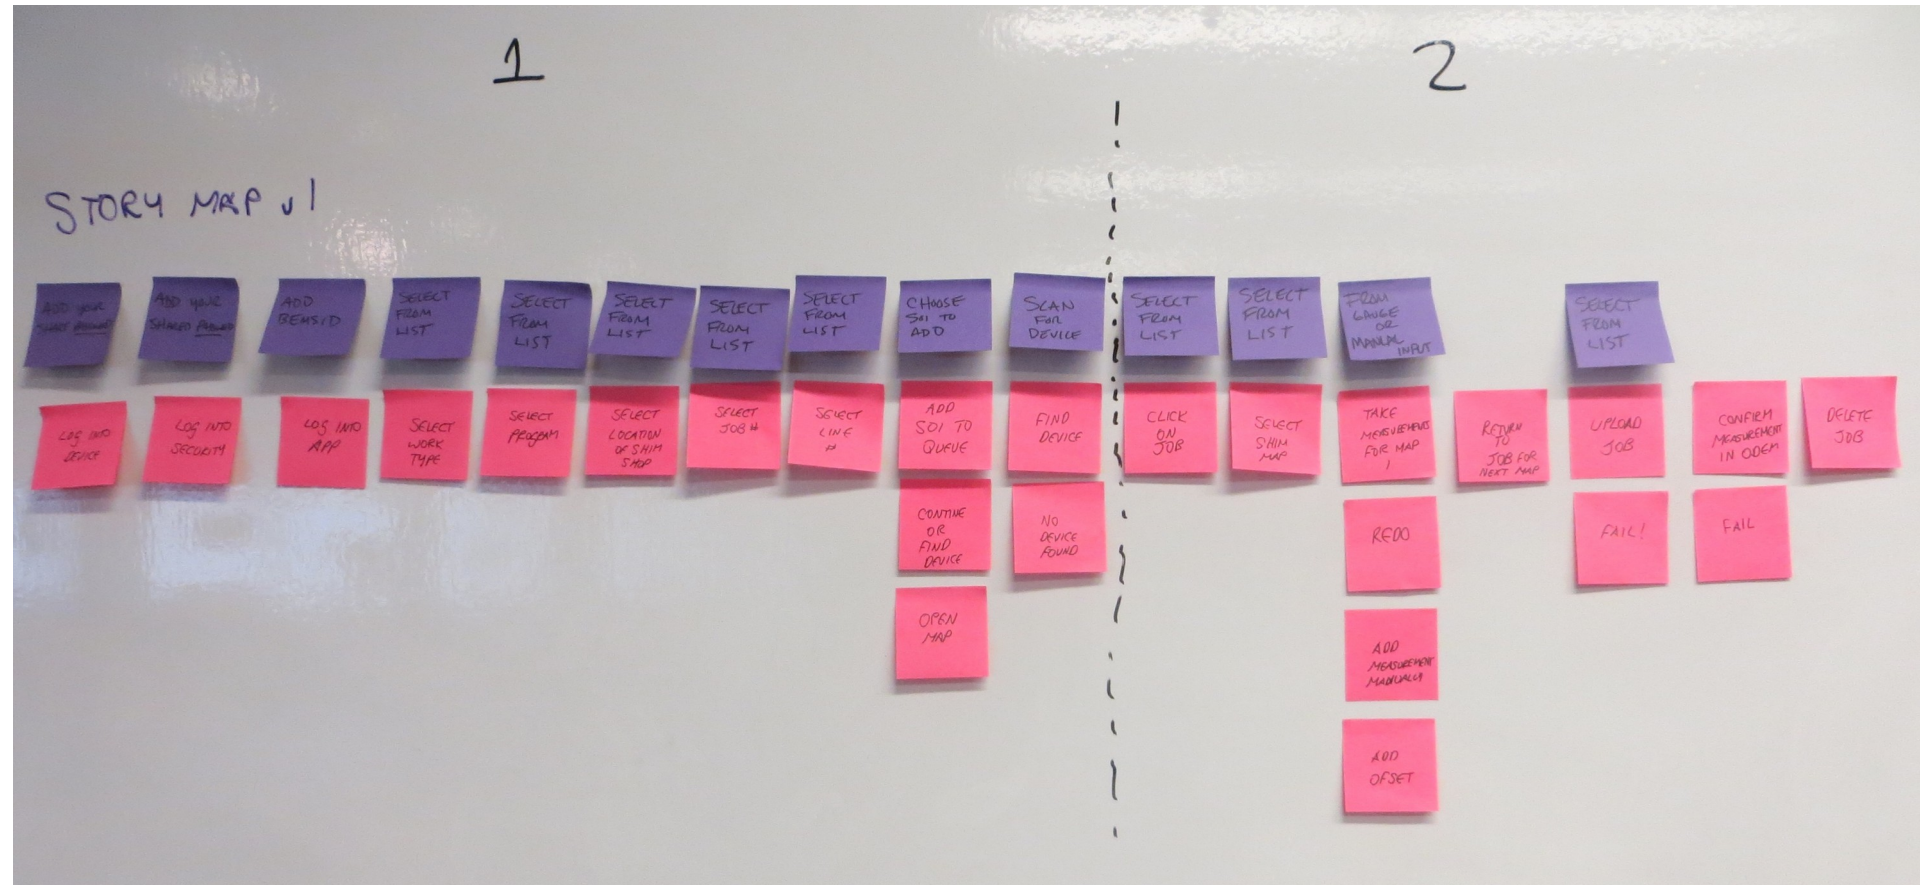 1
2
STORY MAP v1
ADD YOUR
SHARE
ADD YOUR
SHARED
ADD
BEMSID
SELECT
FROM
LIST
SELECT
FROM
LIST
SELECT
FROM
LIST
SELECT
FROM
LIST
SELECT
FROM
LIST
CHOOSE
SOI TO
ADD
SCAN
FOR
DEVICE
SELECT
FROM
LIST
SELECT
FROM
LIST
FROM
GAUGE
OR
MANUAL
INPUT
SELECT
FROM
LIST
LOG INTO
DEVICE
LOG INTO
SECURITY
LOG INTO
APP
SELECT
WORK
TYPE
SELECT
PROGRAM
SELECT
LOCATION
OF SHIM
SHOP
SELECT
JOB #
SELECT
LINE
#
ADD
SOI TO
QUEUE
FIND
DEVICE
CLICK
ON
JOB
SELECT
SHIM
MAP
TAKE
MEASUREMENTS
FOR MAP
1
RETURN
TO
JOB FOR
NEXT MAP
UPLOAD
JOB
CONFIRM
MEASUREMENT
IN ODEM
DELETE
JOB
CONTINE
OR
FIND
DEVICE
NO
DEVICE
FOUND
REDO
FAIL!
FAIL
OPEN
MAP
ADD
MEASUREMENT
MANUALLY
ADD
OFSET